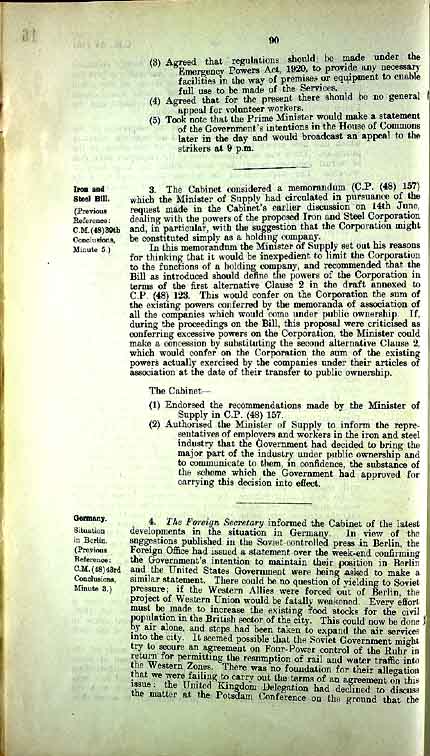 90
(3) Agreed that regulations should be made under the
Emergency Powers Act, 1920, to provide any necessary
facilities in the way of premises or equipment to enable
full use to be made of the Services.
(4) Agreed that for the present there should be no general
appeal for volunteer workers.
(5) Took note that the Prime Minister would make a statement
of the Government's intentions in the House of Commons
later in the day and would broadcast an appeal to the
strikers at 9 p.m.
Iron and
Steel Bill.
(Previous
Reference:
C.M.(48)39th
Conclusions,
Minute 5.)
3. The Cabinet considered a memorandum (C.P. (48) 157)
which the Minister of Supply had circulated in pursuance of the
request made in the Cabinet's earlier discussion on 14th June,
dealing with the powers of the proposed Iron and Steel Corporation
and, in particular, with the suggestion that the Corporation might
be constituted simply as a holding company.
In this memorandum the Minister of Supply set out his reasons
for thinking that it would be inexpedient to limit the Corporation
to the functions of a holding company, and recommended that the
Bill as introduced should define the powers of the Corporation in
terms of the first alternative Clause 2 in the draft annexed to
C.P. (48) 123. This would confer on the Corporation the sum of
the existing powers conferred by the memoranda of association of
all the companies which would come under public ownership. If,
during the proceedings on the Bill, this proposal were criticised as
conferring excessive powers on the Corporation, the Minister could
make a concession by substituting the second alternative Clause 2,
which would confer on the Corporation the sum of the existing
powers actually exercised by the companies under their articles of
association at the date of their transfer to public ownership.
The Cabinet—
(1) Endorsed the recommendations made by the Minister of
Supply in C.P. (48) 157.
(2) Authorised the Minister of Supply to inform the repre-
sentatives of employers and workers in the iron and steel
industry that the Government had decided to bring the
major part of the industry under public ownership and
to communicate to them, in confidence, the substance of
the scheme which the Government had approved for
carrying this decision into effect.
Germany.
Situation
in Berlin.
(Previous
Reference:
C.M.(48)43rd
Conclusions,
Minute 3.)
4. The Foreign Secretary informed the Cabinet of the latest
developments in the situation in Germany. In view of the
suggestions published in the Soviet-controlled press in Berlin, the
Foreign Office had issued a statement over the week-end confirming
the Government's intention to maintain their position in Berlin
and the United States Government were being asked to make a
similar statement. There could be no question of yielding to Soviet
pressure; if the Western Allies were forced out of Berlin, the
project of Western Union would be fatally weakened. Every effort
must be made to increase the existing food stocks for the civil
population in the British sector of the city. This could now be done
by air alone, and steps had been taken to expand the air services
into the city. It seemed possible that the Soviet Government might
try to secure an agreement on Four-Power control of the Ruhr in
return for permitting the resumption of rail and water traffic into
the Western Zones. There was no foundation for their allegation
that we were failing to carry out the terms of an agreement on this
issue: the United Kingdom Delegation had declined to discuss
the matter at the Potsdam Conference on the ground that the